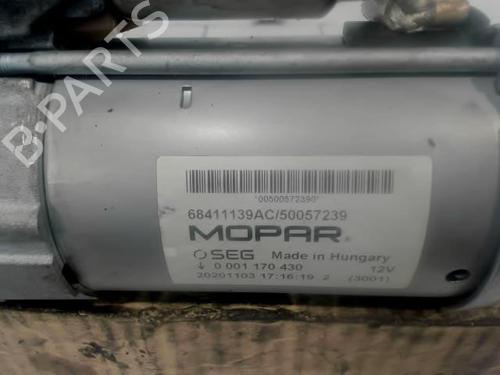 B-PARTS
*00500572390*
68411139AC/50057239
MOPAR®
SEG Made in Hungary
0 001 170 430 12V
20201103 17:16:19 2 (3001)